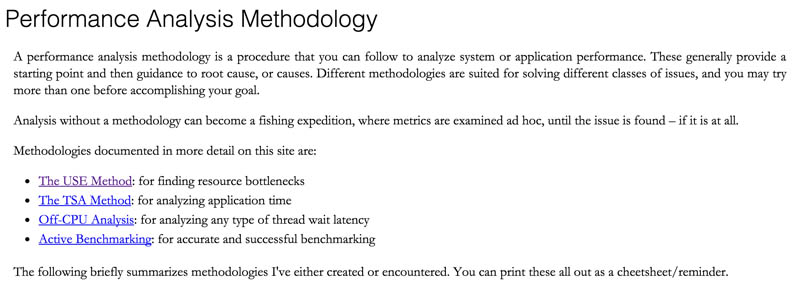 Performance Analysis Methodology
A performance analysis methodology is a procedure that you can follow to analyze system or application performance. These generally provide a
starting point and then guidance to root cause, or causes. Different methodologies are suited for solving different classes of issues, and you may try
more than one before accomplishing your goal.
Analysis without a methodology can become a fishing expedition, where metrics are examined ad hoc, until the issue is found – if it is at all.
Methodologies documented in more detail on this site are:
• The USE Method: for finding resource bottlenecks
• The TSA Method: for analyzing application time
• Off-CPU Analysis: for analyzing any type of thread wait latency
• Active Benchmarking: for accurate and successful benchmarking
The following briefly summarizes methodologies I've either created or encountered. You can print these all out as a cheetsheet/reminder.